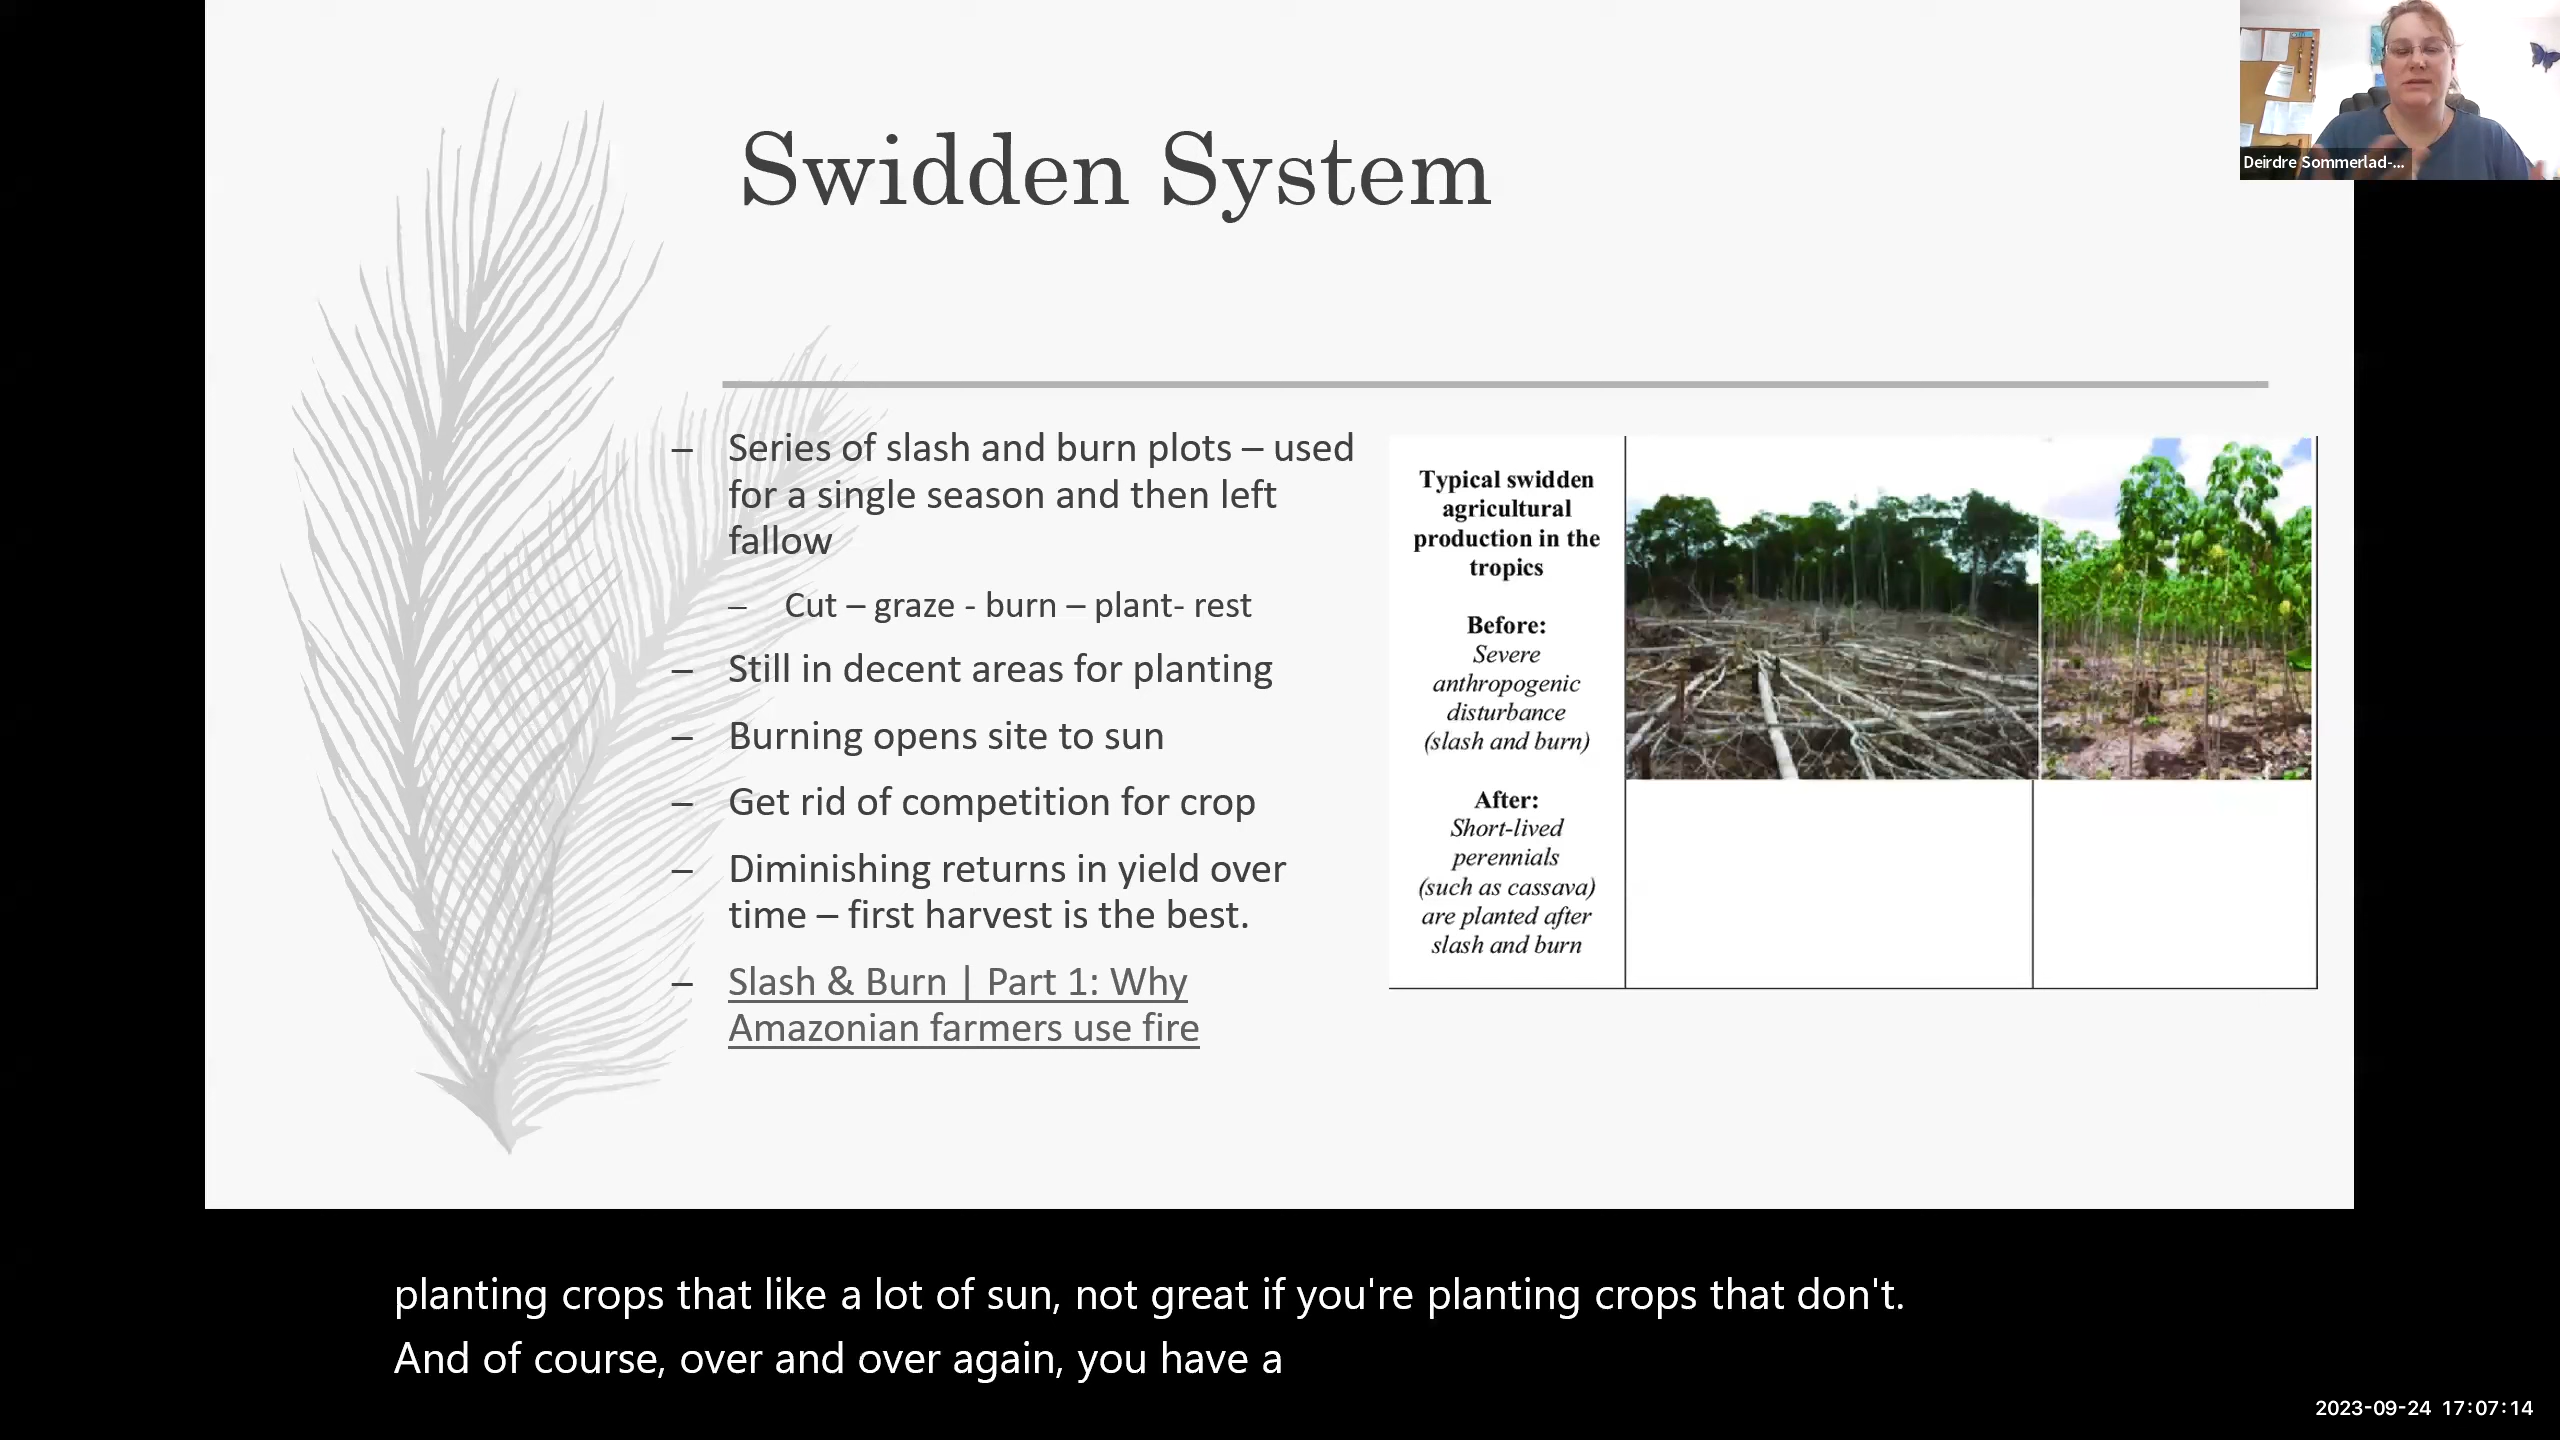 Swidden System
– Series of slash and burn plots – used
for a single season and then left
fallow
– Cut – graze - burn – plant- rest
– Still in decent areas for planting
– Burning opens site to sun
– Get rid of competition for crop
– Diminishing returns in yield over
time – first harvest is the best.
– Slash & Burn | Part 1: Why
Amazonian farmers use fire
Typical swidden
agricultural
production in the
tropics
Before:
Severe
anthropogenic
disturbance
(slash and burn)
After:
Short-lived
perennials
(such as cassava)
are planted after
slash and burn
Deirdre Sommerlad-...
planting crops that like a lot of sun, not great if you're planting crops that don't.
And of course, over and over again, you have a
2023-09-24 17:07:14